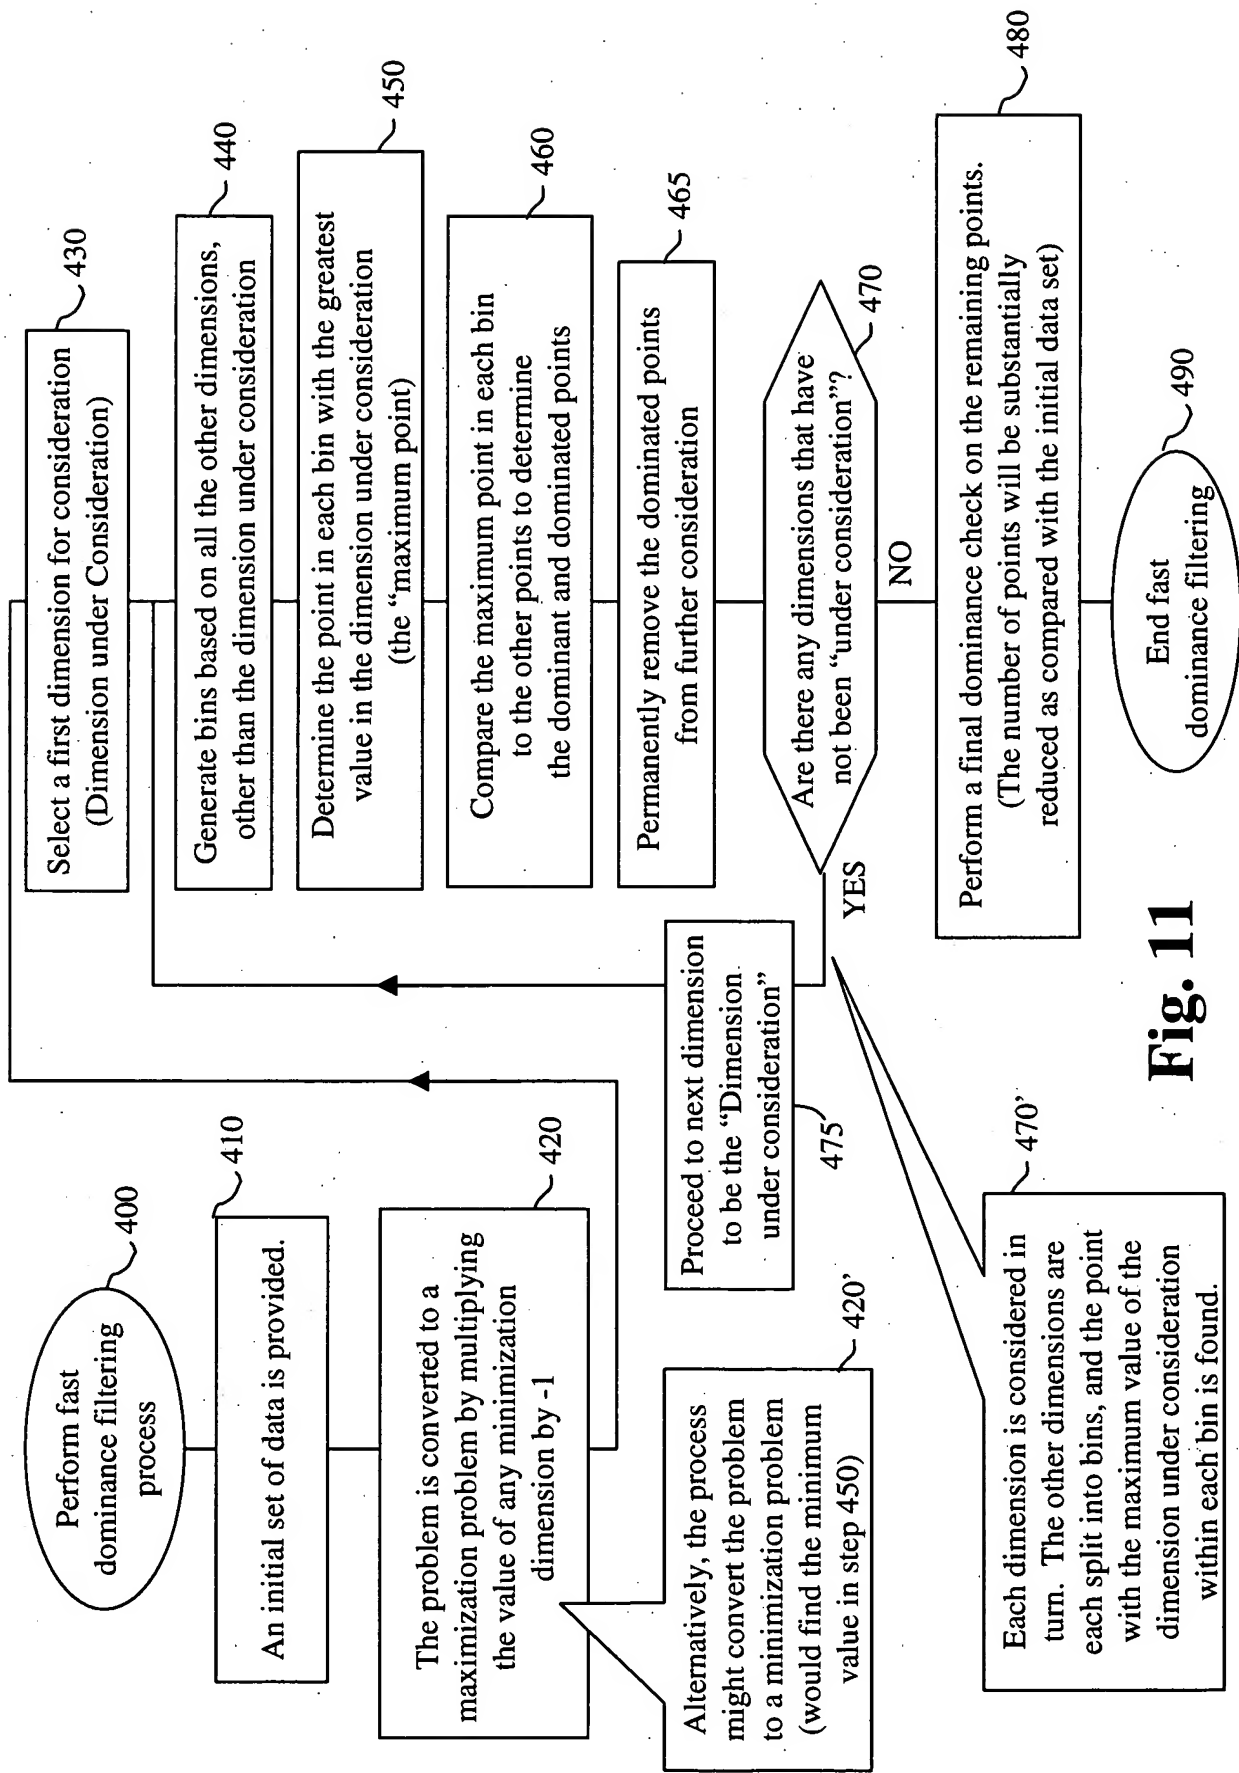 Perform fast
dominance filtering
process
400
An initial set of data is provided.
410
The problem is converted to a
maximization problem by multiplying
the value of any minimization
dimension by -1
420
Alternatively, the process
might convert the problem
to a minimization problem
(would find the minimum
value in step 450)
420'
Select a first dimension for consideration
(Dimension under Consideration)
430
Generate bins based on all the other dimensions,
other than the dimension under consideration
440
Determine the point in each bin with the greatest
value in the dimension under consideration
(the “maximum point)
450
Compare the maximum point in each bin
to the other points to determine
the dominant and dominated points
460
Permanently remove the dominated points
from further consideration
465
Are there any dimensions that have
not been “under consideration”?
470
YES
NO
Proceed to next dimension
to be the “Dimension
under consideration”
475
Each dimension is considered in
turn. The other dimensions are
each split into bins, and the point
with the maximum value of the
dimension under consideration
within each bin is found.
470'
Perform a final dominance check on the remaining points.
(The number of points will be substantially
reduced as compared with the initial data set)
480
End fast
dominance filtering
490
Fig. 11